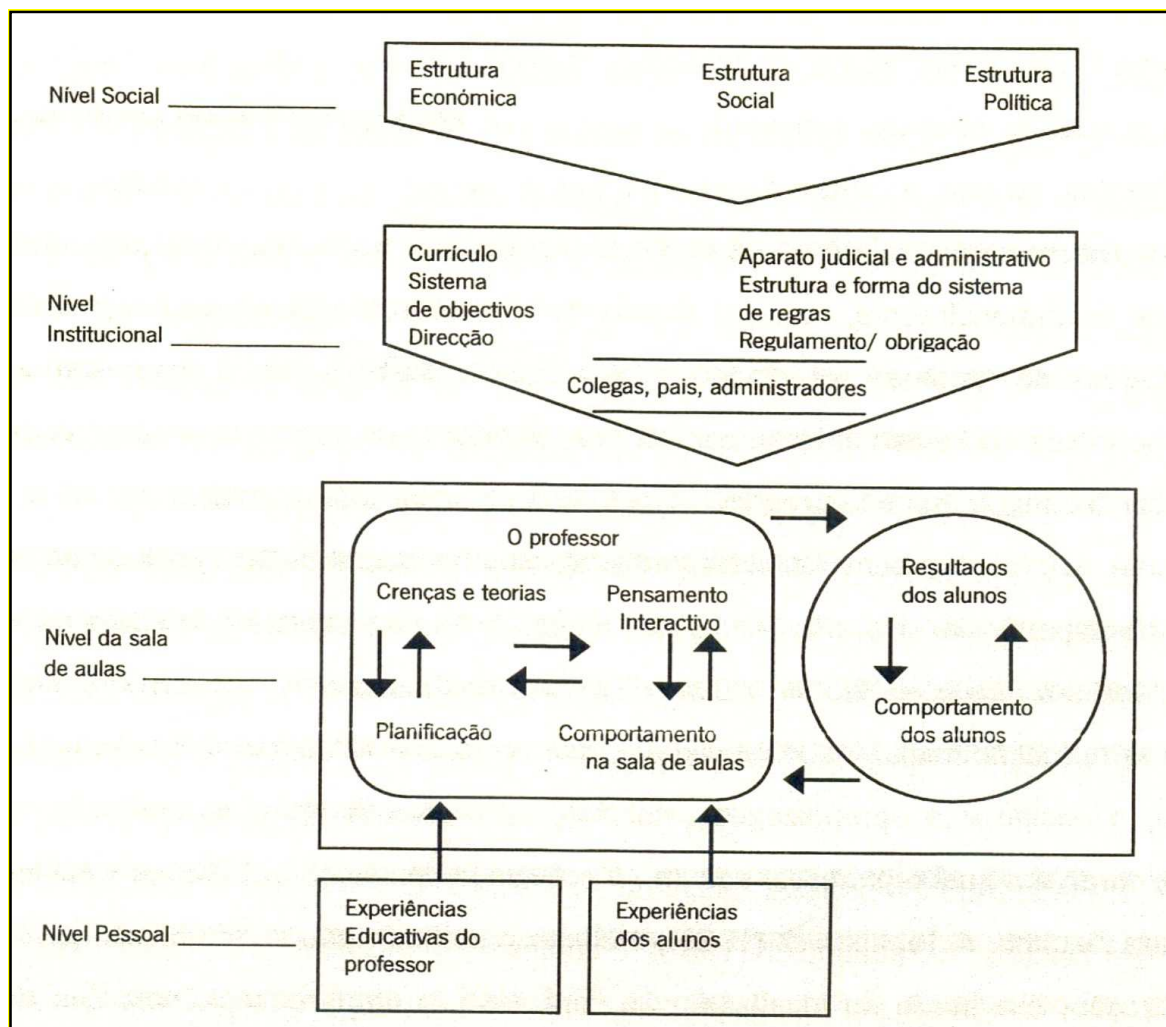 Nível Social
Estrutura
Económica
Estrutura
Social
Estrutura
Política
Nível
Institucional
Currículo
Sistema
de objectivos
Direcção
Aparato judicial e administrativo
Estrutura e forma do sistema
de regras
Regulamento/ obrigação
Colegas, pais, administradores
Nível da sala
de aulas
O professor
Crenças e teorias
Pensamento
Interactivo
Planificação
Comportamento
na sala de aulas
Resultados
dos alunos
Comportamento
dos alunos
Nível Pessoal
Experiências
Educativas do
professor
Experiências
dos alunos